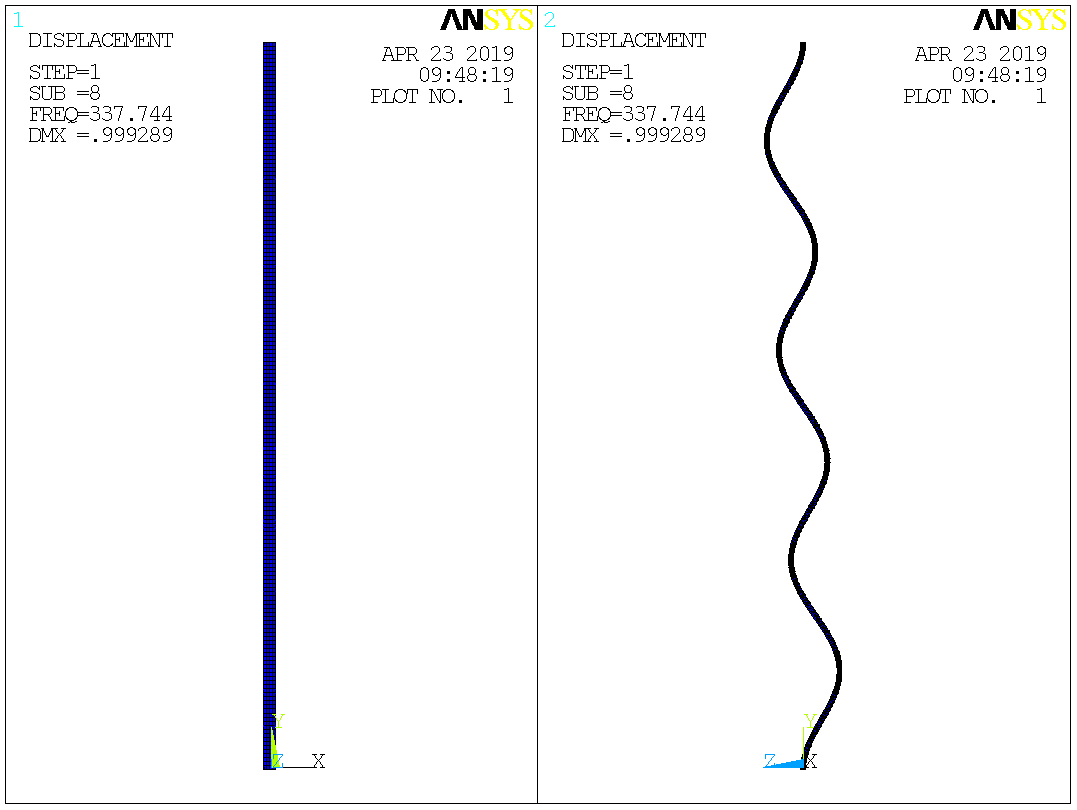 1
ANSYS
DISPLACEMENT
STEP=1
SUB =8
FREQ=337.744
DMX =.999289
APR 23 2019
09:48:19
PLOT NO.   1
Y
Z
X
2
ANSYS
DISPLACEMENT
STEP=1
SUB =8
FREQ=337.744
DMX =.999289
APR 23 2019
09:48:19
PLOT NO.   1
Y
Z
X